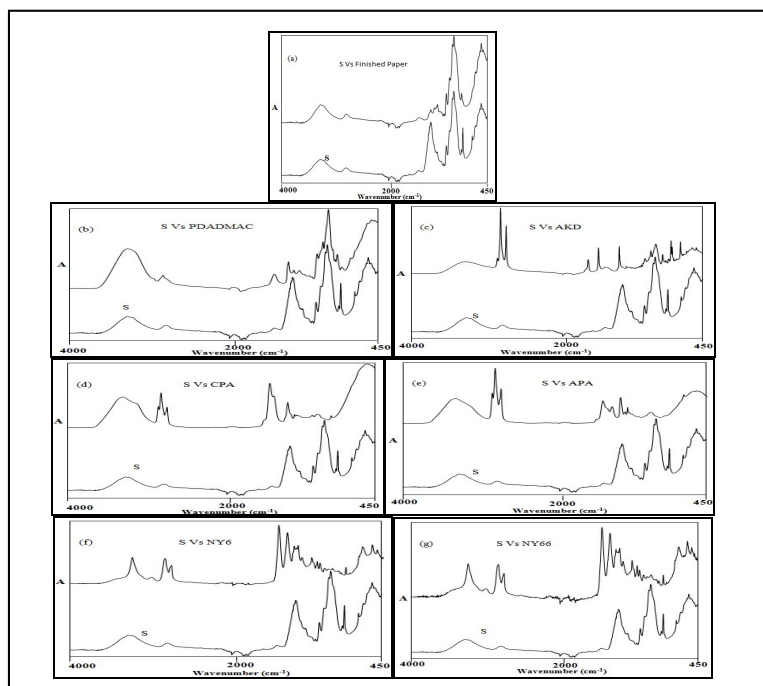 (a)
S Vs Finished Paper
A
S
4000 2000 450
Wavenumber (cm-1)
(b)
S Vs PDADMAC
A
S
4000 2000 450
Wavenumber (cm-1)
(c)
S Vs AKD
A
S
4000 2000 450
Wavenumber (cm-1)
(d)
S Vs CPA
A
S
4000 2000 450
Wavenumber (cm-1)
(e)
S Vs APA
A
S
4000 2000 450
Wavenumber (cm-1)
(f)
S Vs NY6
A
S
4000 2000 450
Wavenumber (cm-1)
(g)
S Vs NY66
A
S
4000 2000 450
Wavenumber (cm-1)